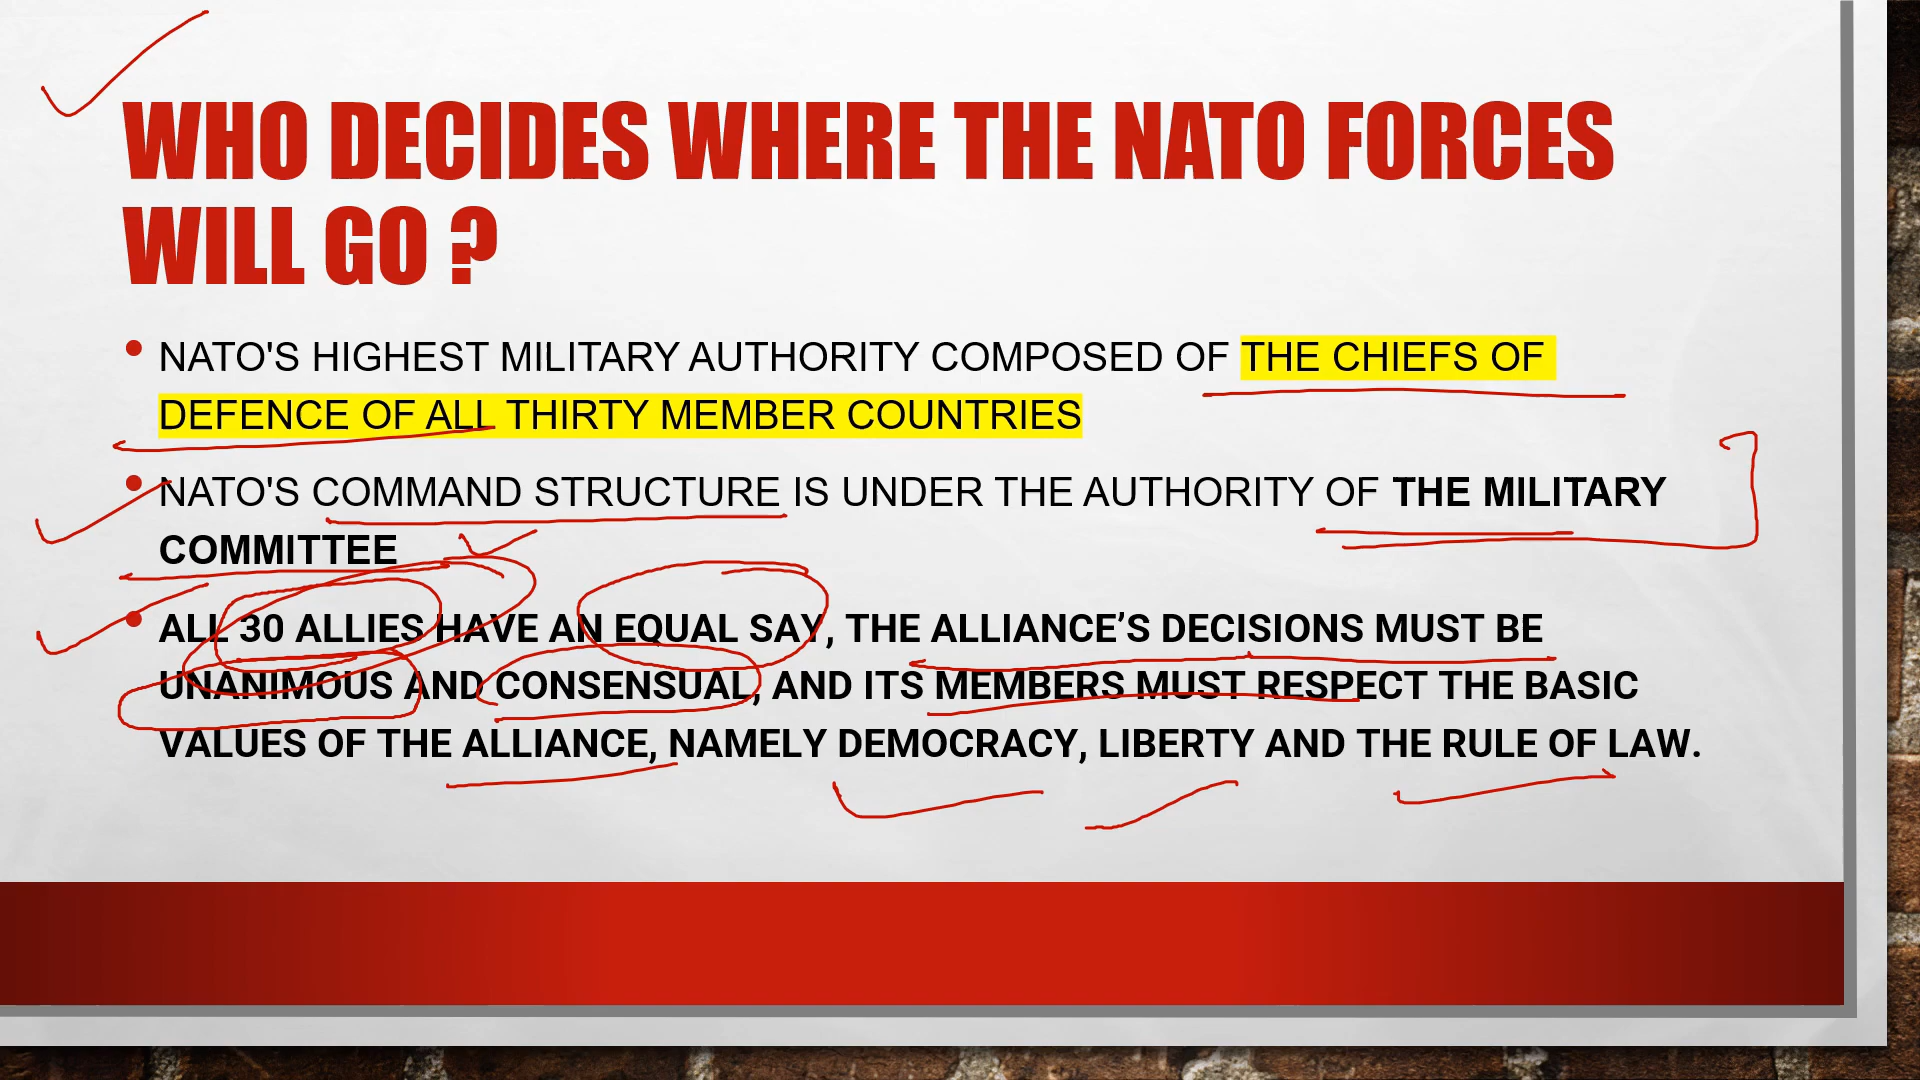 WHO DECIDES WHERE THE NATO FORCES
WILL GO ?
• NATO'S HIGHEST MILITARY AUTHORITY COMPOSED OF THE CHIEFS OF
DEFENCE OF ALL THIRTY MEMBER COUNTRIES
• NATO'S COMMAND STRUCTURE IS UNDER THE AUTHORITY OF THE MILITARY
COMMITTEE
• ALL 30 ALLIES HAVE AN EQUAL SAY, THE ALLIANCE’S DECISIONS MUST BE
UNANIMOUS AND CONSENSUAL, AND ITS MEMBERS MUST RESPECT THE BASIC
VALUES OF THE ALLIANCE, NAMELY DEMOCRACY, LIBERTY AND THE RULE OF LAW.